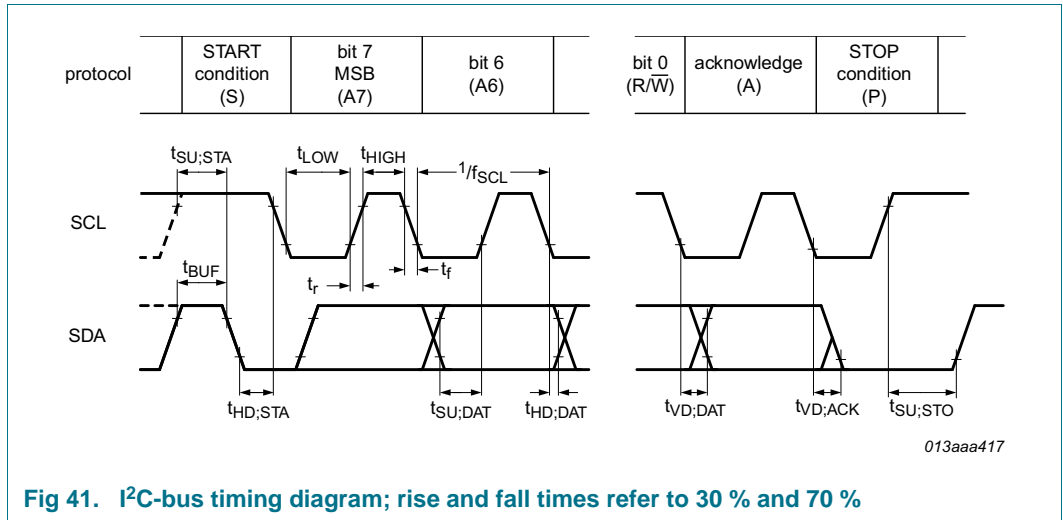 protocol
START condition (S)
bit 7 MSB (A7)
bit 6 (A6)
bit 0 (R/W̅)
acknowledge (A)
STOP condition (P)
tSU;STA
tLOW
tHIGH
1/fSCL
SCL
tBUF
tr
tf
SDA
tHD;STA
tSU;DAT
tHD;DAT
tVD;DAT
tVD;ACK
tSU;STO
013aaa417
Fig 41. I²C-bus timing diagram; rise and fall times refer to 30 % and 70 %